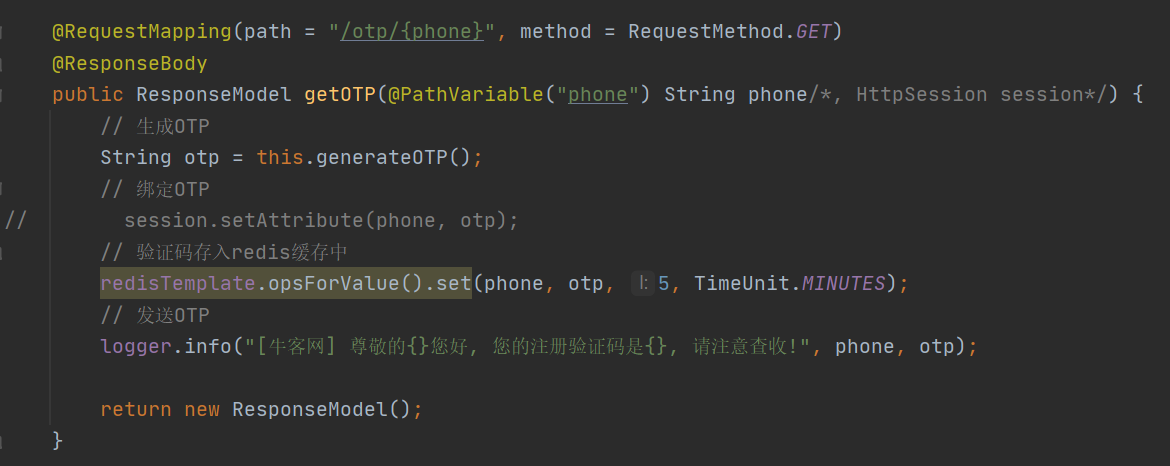 @RequestMapping(path = "/otp/{phone}", method = RequestMethod.GET)
@ResponseBody
public ResponseModel getOTP(@PathVariable("phone") String phone/*, HttpSession session*/) {
// 生成OTP
String otp = this.generateOTP();
// 绑定OTP
// session.setAttribute(phone, otp);
// 验证码存入redis缓存中
redisTemplate.opsForValue().set(phone, otp, l: 5, TimeUnit.MINUTES);
// 发送OTP
logger.info("[牛客网] 尊敬的{}您好, 您的注册验证码是{}, 请注意查收!", phone, otp);
return new ResponseModel();
}